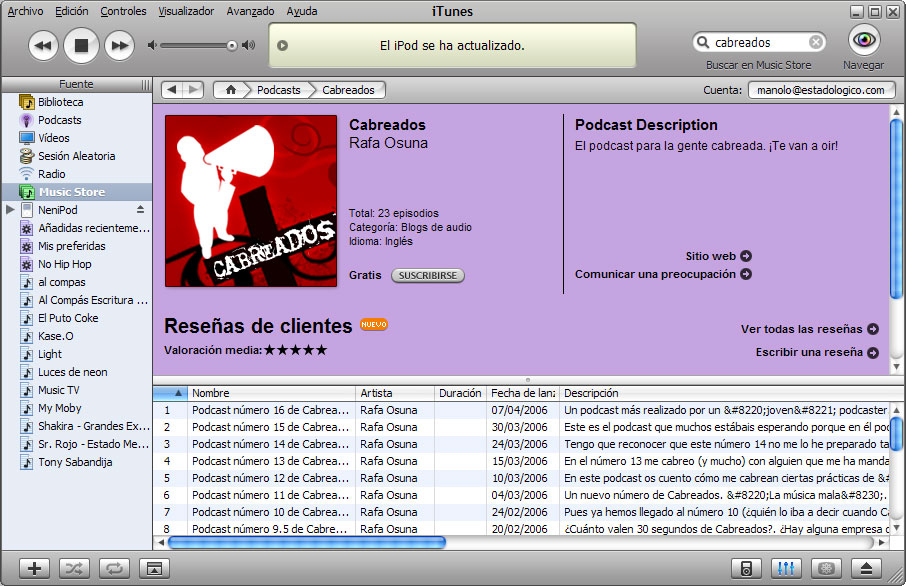 Archivo Edición Controles Visualizador Avanzado Ayuda
iTunes
El iPod se ha actualizado.
cabreados
Buscar en Music Store
Navegar
Fuente
Biblioteca
Podcasts
Vídeos
Sesión Aleatoria
Radio
Music Store
NeniPod
Añadidas recienteme...
Mis preferidas
No Hip Hop
al compas
Al Compás Escritura ...
El Puto Coke
Kase.O
Light
Luces de neon
Music TV
My Moby
Shakira - Grandes Ex...
Sr. Rojo - Estado Me...
Tony Sabandija
Podcasts Cabreados
Cuenta: manolo@estadologico.com
CABREADOS
Cabreados
Rafa Osuna
Total: 23 episodios
Categoría: Blogs de audio
Idioma: Inglés
Gratis SUSCRIBIRSE
Podcast Description
El podcast para la gente cabreada. ¡Te van a oir!
Sitio web
Comunicar una preocupación
Reseñas de clientes NUEVO
Valoración media: ★★★★★
Ver todas las reseñas
Escribir una reseña
Nombre Artista Duración Fecha de lanz Descripción
1 Podcast número 16 de Cabrea... Rafa Osuna 07/04/2006 Un podcast más realizado por un &#8220;joven&#8221; podcaster
2 Podcast número 15 de Cabrea... Rafa Osuna 30/03/2006 Este es el podcast que muchos estábais esperando porque en él poc
3 Podcast número 14 de Cabrea... Rafa Osuna 24/03/2006 Tengo que reconocer que este número 14 no me lo he preparado ta
4 Podcast número 13 de Cabrea... Rafa Osuna 15/03/2006 En el número 13 me cabreo (y mucho) con alguien que me ha manda
5 Podcast número 12 de Cabrea... Rafa Osuna 10/03/2006 En este podcast os cuento cómo me cabrean ciertas prácticas de &#
6 Podcast número 11 de Cabrea... Rafa Osuna 04/03/2006 Un nuevo número de Cabreados. &#8220;La música mala&#8230;.
7 Podcast número 10 de Cabrea... Rafa Osuna 24/02/2006 Pues ya hemos llegado al número 10 (¿quién lo iba a decir cuando C
8 Podcast número 9.5 de Cabre... Rafa Osuna 20/02/2006 ¿Cuánto valen 30 segundos de Cabreados?. ¿Hay alguna empresa d